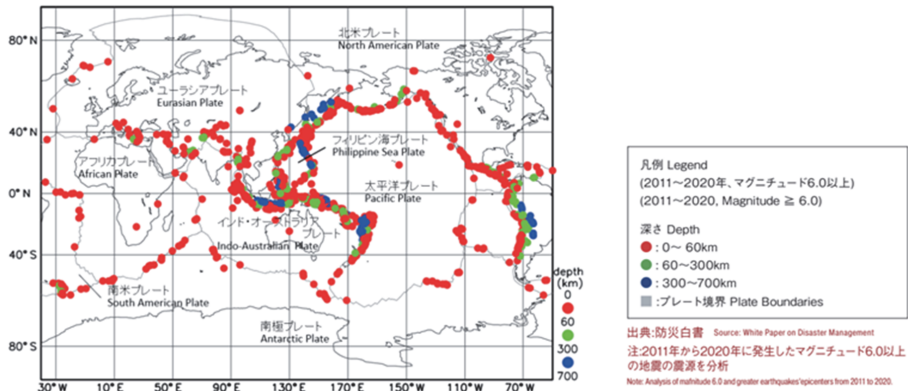 80° N
40° N
0° N
40° S
80° S
30° W
10° E
50° E
90° E
130° E
170° E
150° W
110° W
70° W
北米プレート
North American Plate
ユーラシアプレート
Eurasian Plate
フィリピン海プレート
Philippine Sea Plate
アフリカプレート
African Plate
太平洋プレート
Pacific Plate
インド・オーストラリア
プレート
Indo-Australian Plate
南米プレート
South American Plate
南極プレート
Antarctic Plate
depth
(km)
0
60
300
700
凡例 Legend
(2011～2020年、マグニチュード6.0以上)
(2011～2020, Magnitude ≧ 6.0)
深さ Depth
: 0～ 60km
: 60～300km
: 300～700km
:プレート境界 Plate Boundaries
出典:防災白書 Source: White Paper on Disaster Management
注:2011年から2020年に発生したマグニチュード6.0以上
の地震の震源を分析
Note: Analysis of mafnitude 6.0 and greater earthquakes'epicenters from 2011 to 2020.